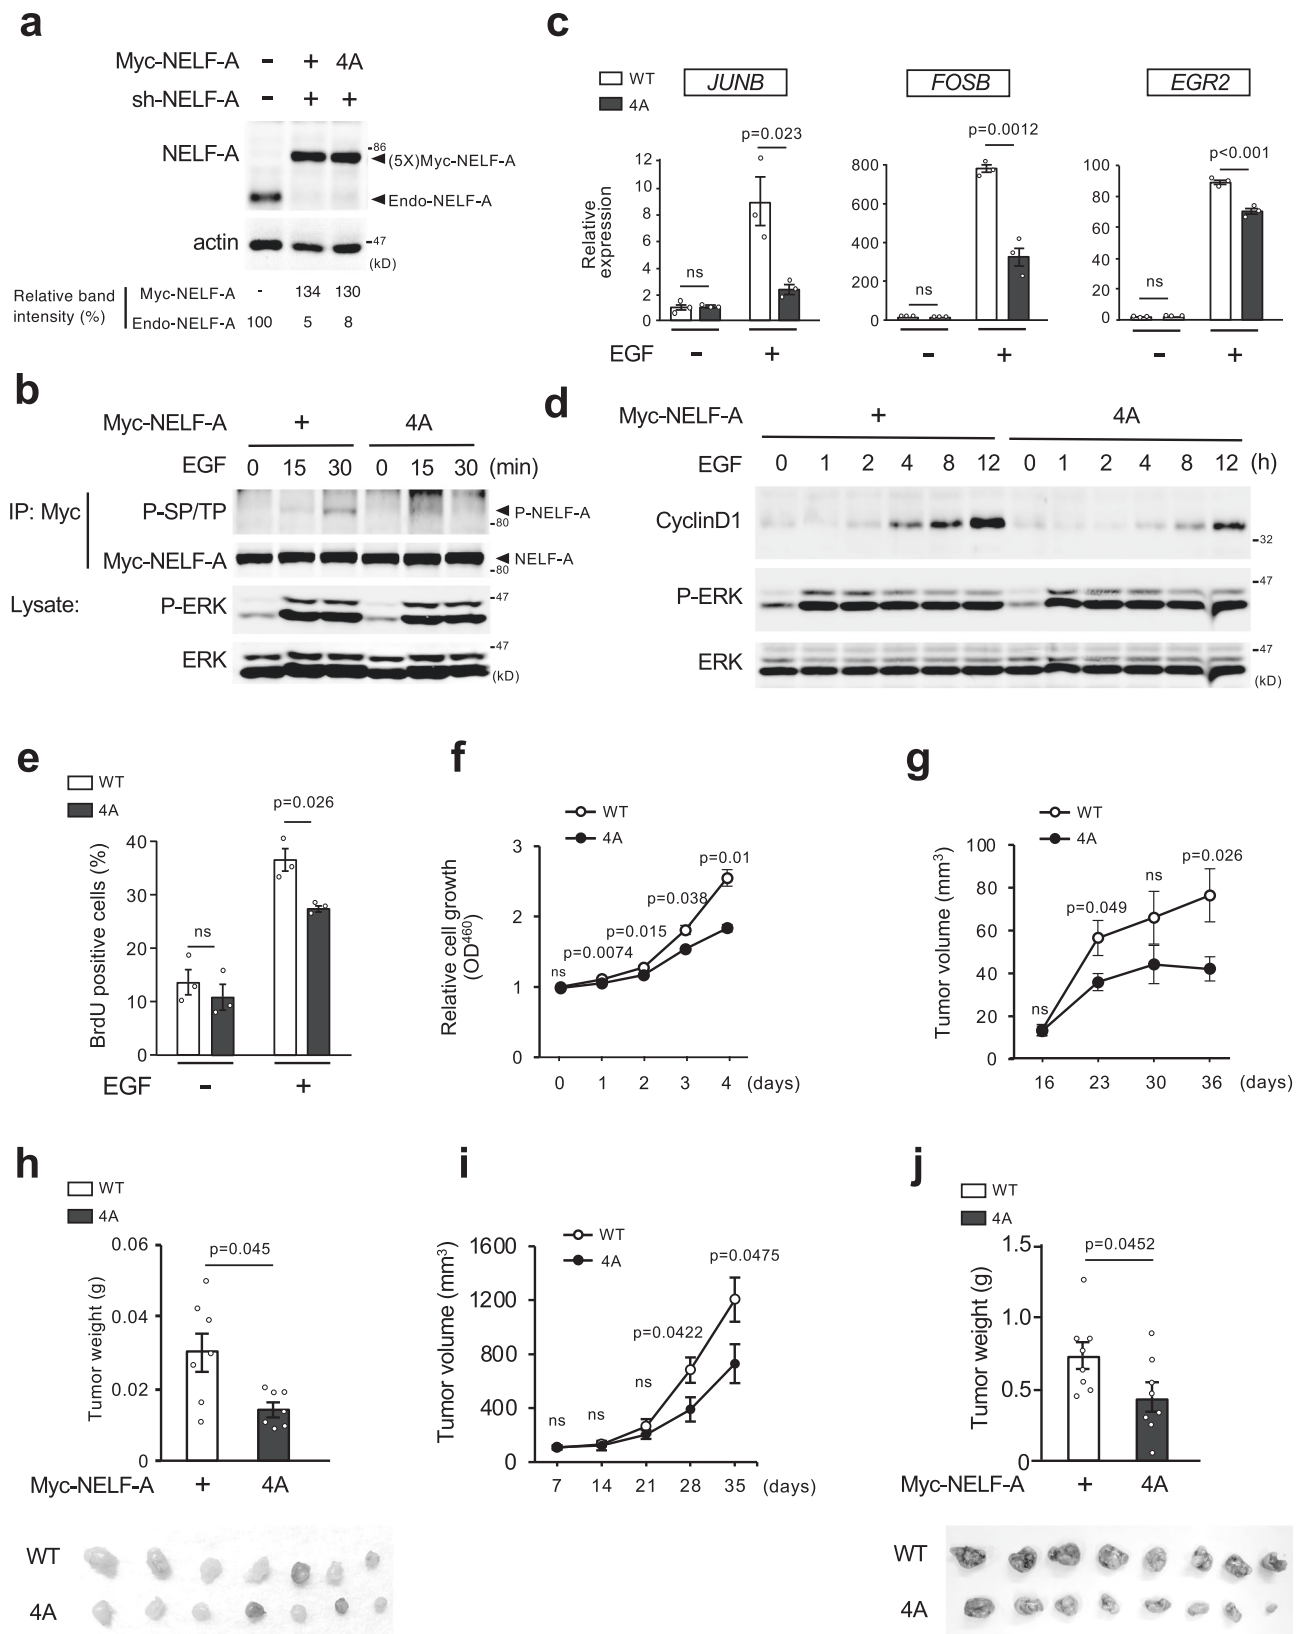 a
Myc-NELF-A - + 4A
sh-NELF-A - + +
NELF-A
-86
(5X)Myc-NELF-A
Endo-NELF-A
actin
-47
(kD)
Relative band intensity (%)
Myc-NELF-A - 134 130
Endo-NELF-A 100 5 8
b
Myc-NELF-A + 4A
EGF 0 15 30 0 15 30 (min)
IP: Myc
P-SP/TP
P-NELF-A
-80
Myc-NELF-A
NELF-A
-80
Lysate:
P-ERK
-47
ERK
-47
(kD)
c
WT
4A
JUNB
FOSB
EGR2
Relative expression
p=0.023
12
10
8
6
4
2
0
ns
p=0.0012
800
600
400
200
0
ns
p<0.001
100
80
60
40
20
0
ns
EGF - + - + - +
d
Myc-NELF-A + 4A
EGF 0 1 2 4 8 12 0 1 2 4 8 12 (h)
CyclinD1
-32
P-ERK
-47
ERK
-47
(kD)
e
WT
4A
BrdU positive cells (%)
p=0.026
40
30
20
10
0
ns
EGF - +
f
WT
4A
Relative cell growth
(OD460)
3
2
1
0
ns
p=0.0074
p=0.015
p=0.038
p=0.01
0 1 2 3 4 (days)
g
WT
4A
Tumor volume (mm3)
100
80
60
40
20
0
ns
p=0.049
ns
p=0.026
16 23 30 36 (days)
h
WT
4A
Tumor weight (g)
0.06
0.04
0.02
0
p=0.045
Myc-NELF-A + 4A
WT
4A
i
WT
4A
Tumor volume (mm3)
1600
1200
800
400
0
ns
ns
ns
p=0.0422
p=0.0475
7 14 21 28 35 (days)
j
WT
4A
Tumor weight (g)
1.5
1.0
0.5
0
p=0.0452
Myc-NELF-A + 4A
WT
4A